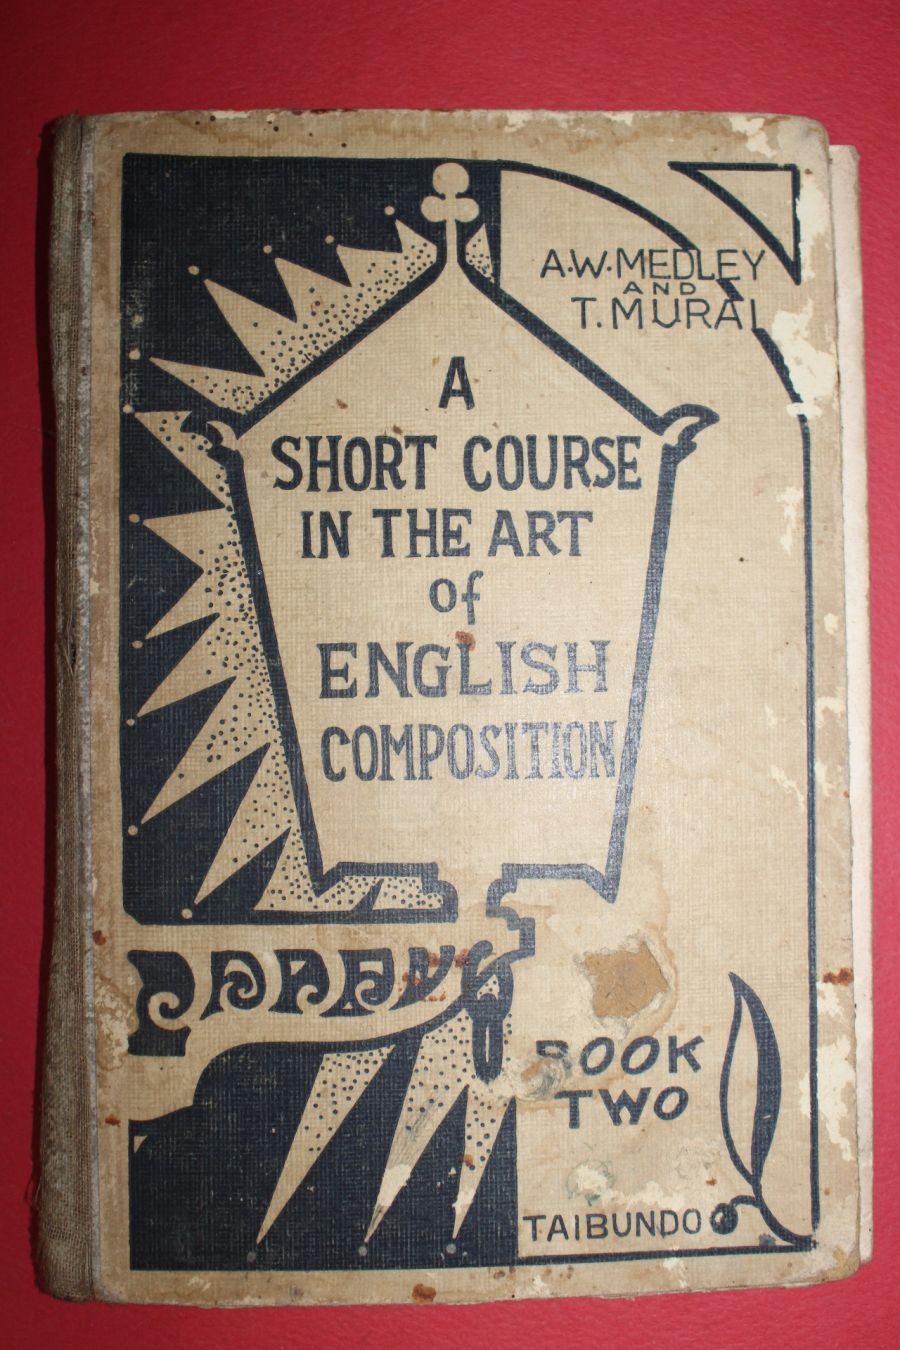 A·W·MEDLEY
AND
T. MURAI
A
SHORT COURSE
IN THE ART
of
ENGLISH
COMPOSITION
BOOK
TWO
TAIBUNDO